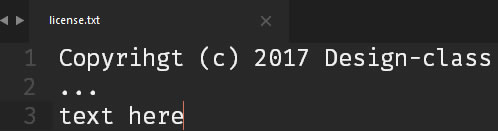 license.txt
1 Copyrihgt (c) 2017 Design-class
2 ...
3 text here